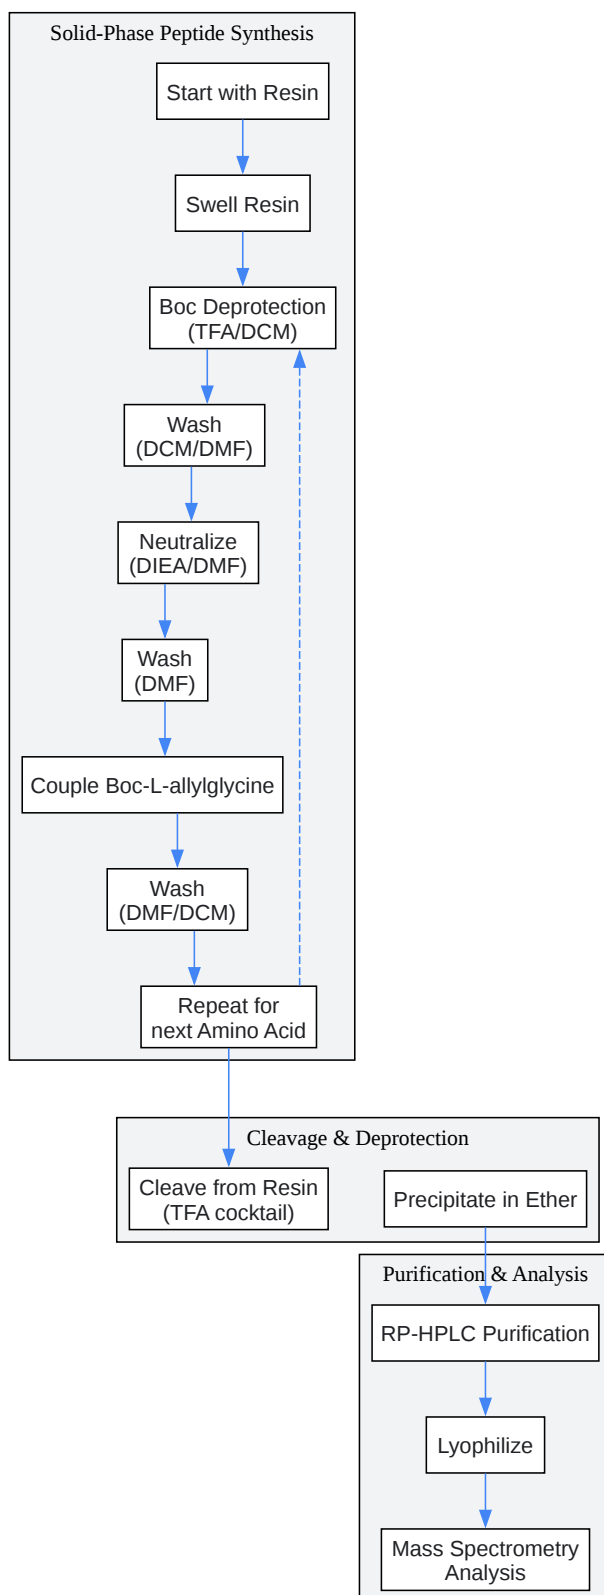 Solid-Phase Peptide Synthesis
Start with Resin
Swell Resin
Boc Deprotection
(TFA/DCM)
Wash
(DCM/DMF)
Neutralize
(DIEA/DMF)
Wash
(DMF)
Couple Boc-L-allylglycine
Wash
(DMF/DCM)
Repeat for
next Amino Acid
Cleavage & Deprotection
Cleave from Resin
(TFA cocktail)
Precipitate in Ether
Purification & Analysis
RP-HPLC Purification
Lyophilize
Mass Spectrometry
Analysis